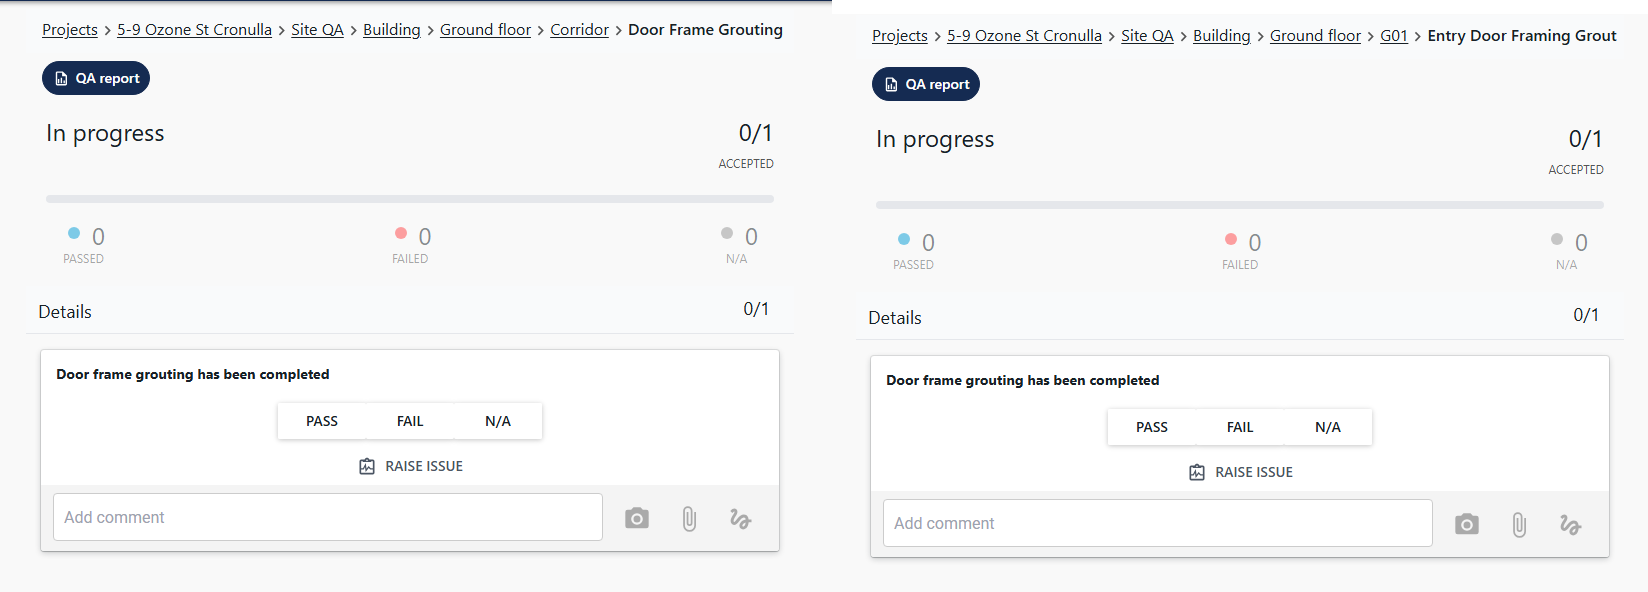 Projects > 5-9 Ozone St Cronulla > Site QA > Building > Ground floor > Corridor > Door Frame Grouting
QA report
In progress
0/1
ACCEPTED
0
PASSED
0
FAILED
0
N/A
Details
0/1
Door frame grouting has been completed
PASS FAIL N/A
RAISE ISSUE
Add comment
Projects > 5-9 Ozone St Cronulla > Site QA > Building > Ground floor > G01 > Entry Door Framing Grout
QA report
In progress
0/1
ACCEPTED
0
PASSED
0
FAILED
0
N/A
Details
0/1
Door frame grouting has been completed
PASS FAIL N/A
RAISE ISSUE
Add comment